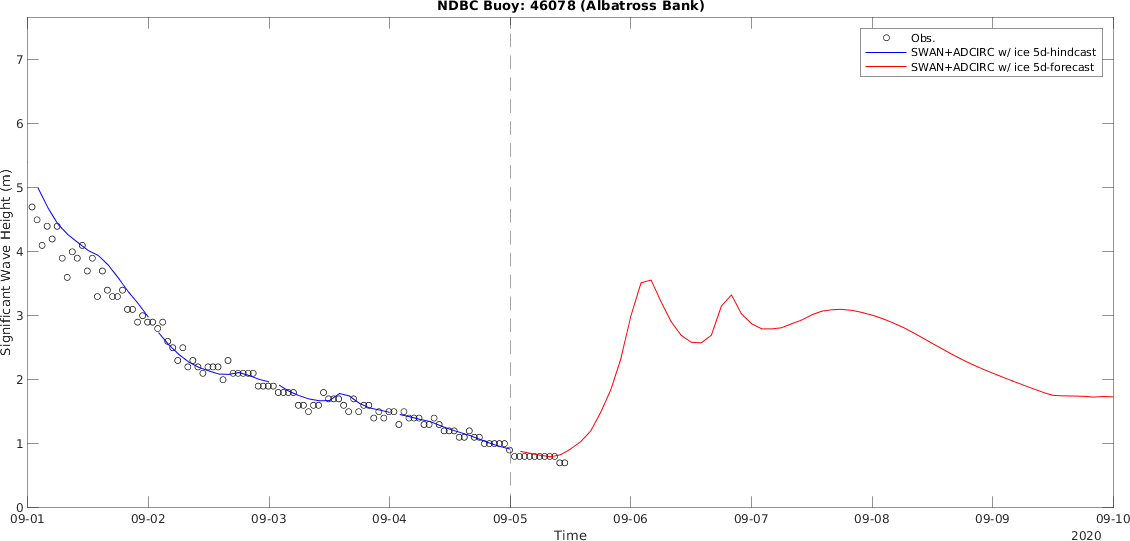 NDBC Buoy: 46078 (Albatross Bank)
Obs.
SWAN+ADCIRC w/ ice 5d-hindcast
SWAN+ADCIRC w/ ice 5d-forecast
Significant Wave Height (m)
7
6
5
4
3
2
1
0
09-01 09-02 09-03 09-04 09-05 09-06 09-07 09-08 09-09 09-10
Time
2020